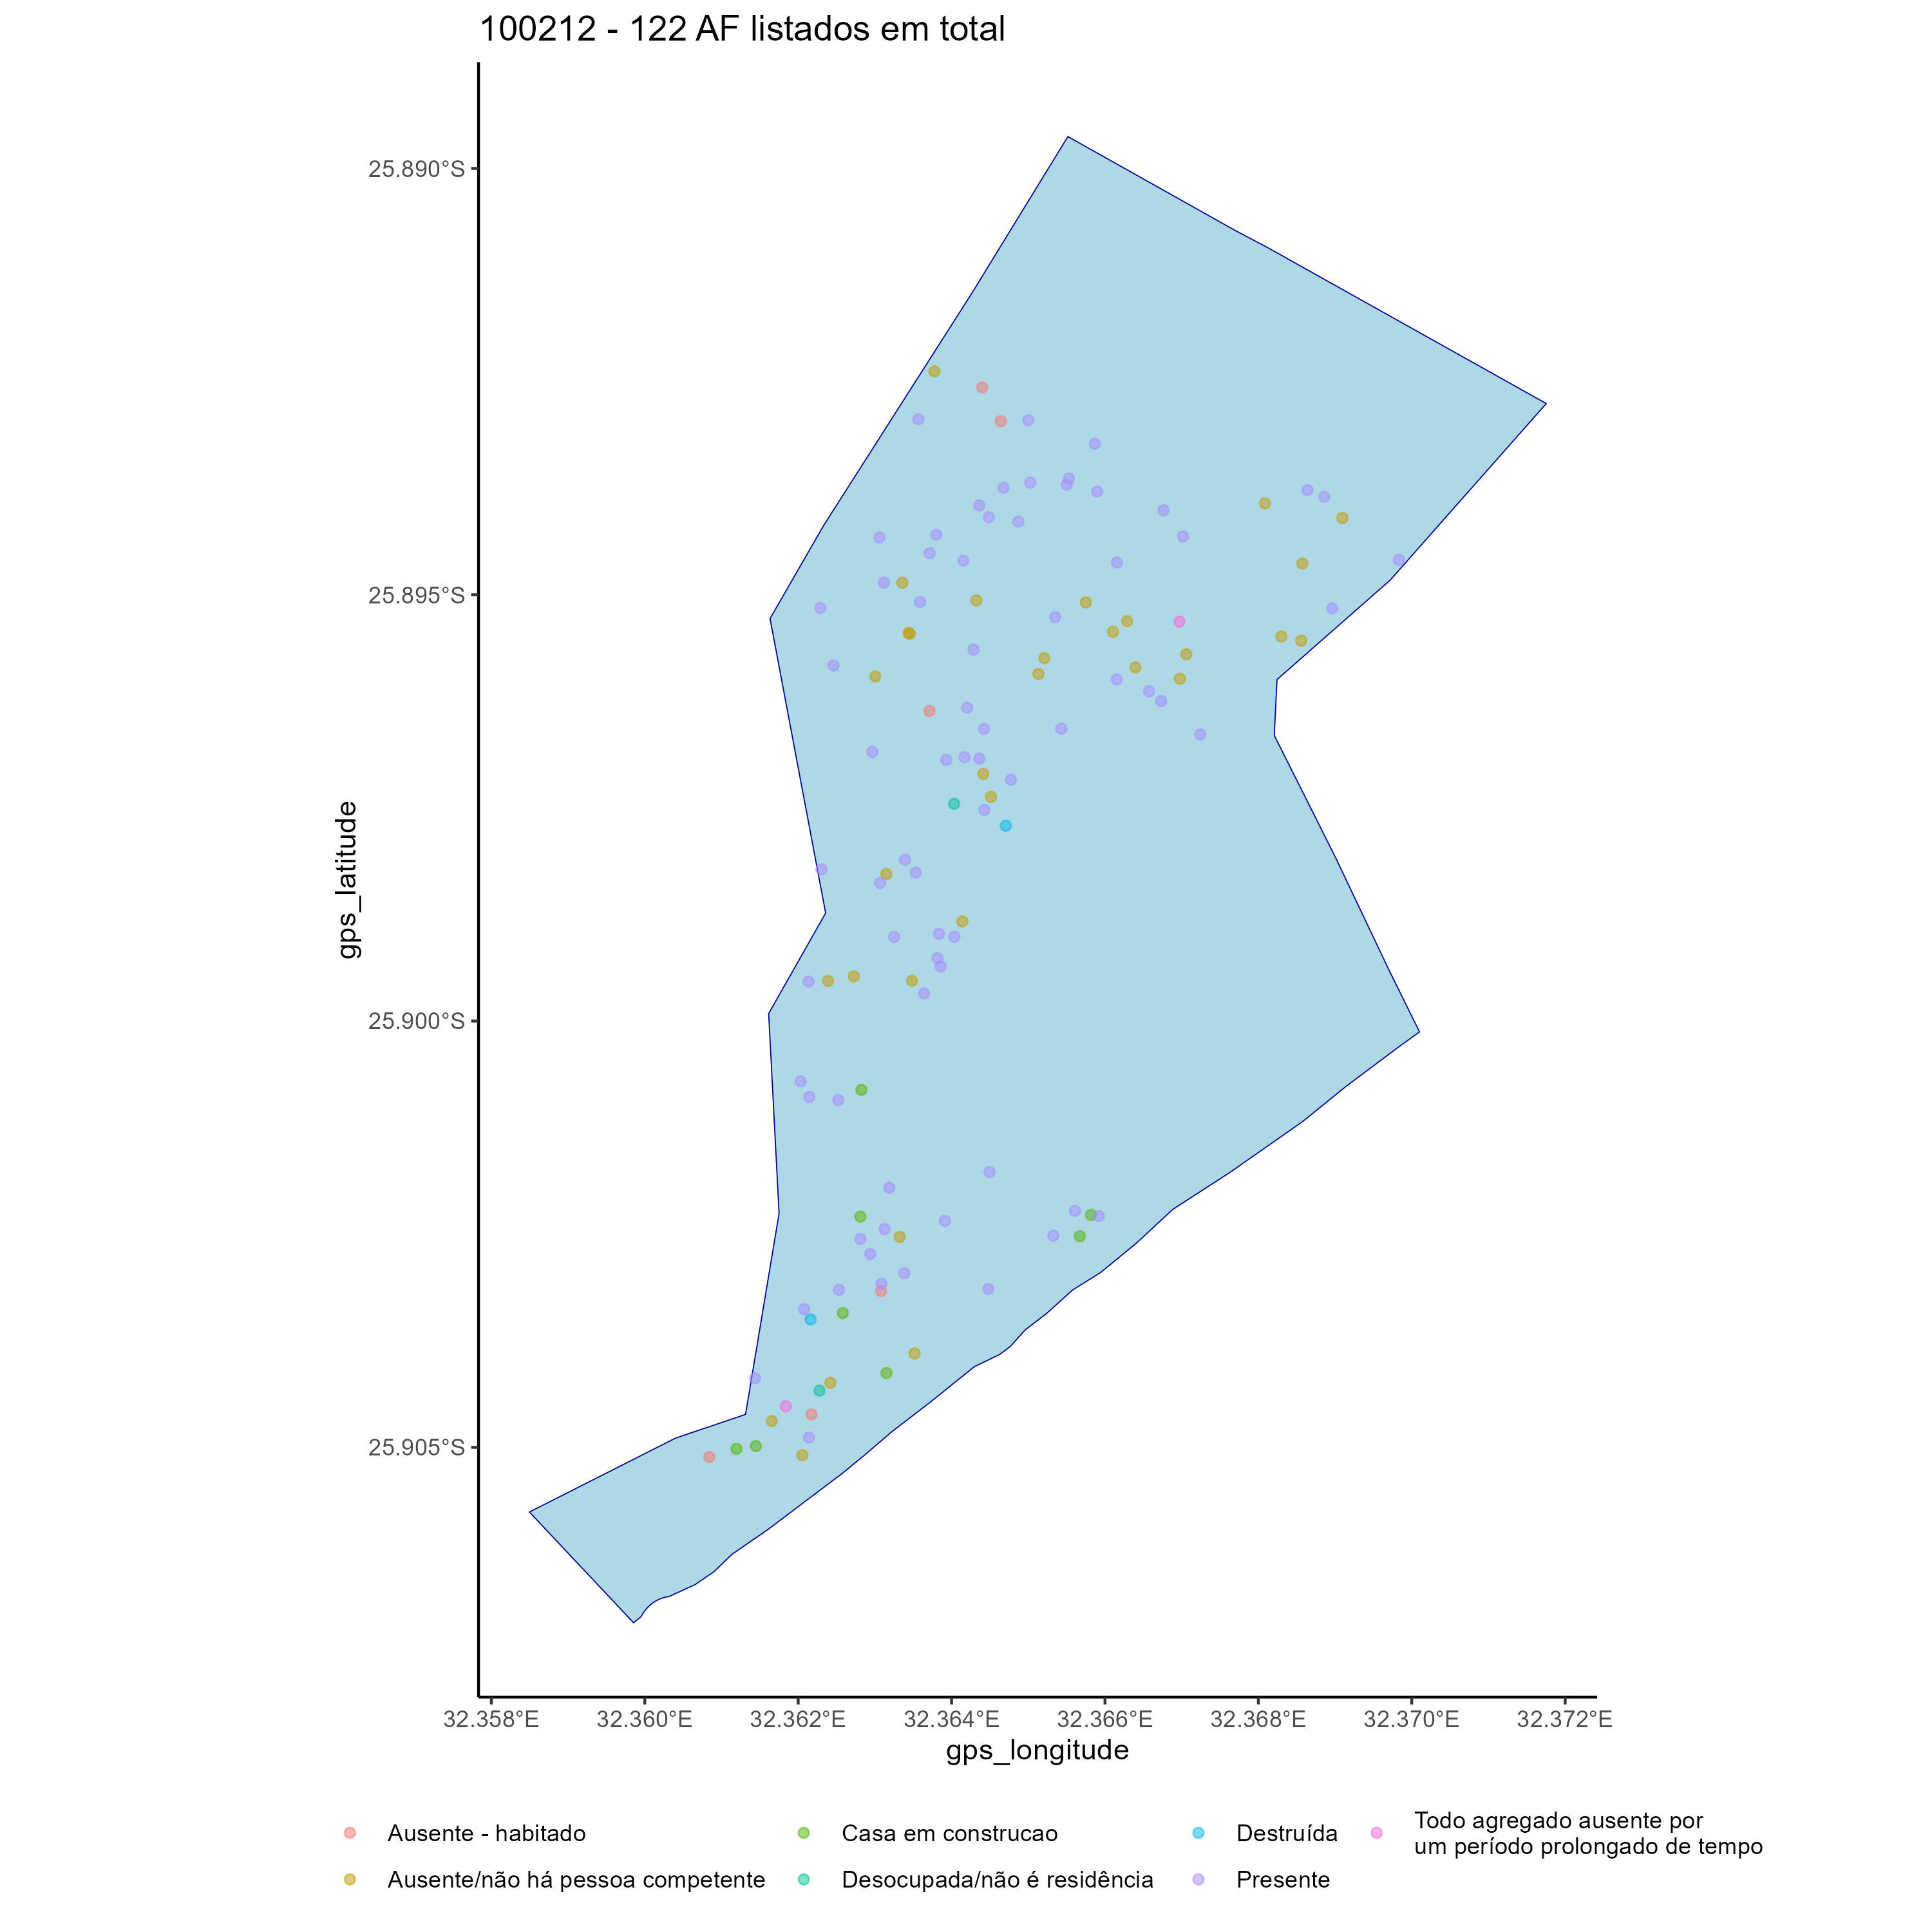 100212 - 122 AF listados em total
25.890°S
25.895°S
25.900°S
25.905°S
gps_latitude
32.358°E 32.360°E 32.362°E 32.364°E 32.366°E 32.368°E 32.370°E 32.372°E
gps_longitude
Ausente - habitado
Ausente/não há pessoa competente
Casa em construcao
Desocupada/não é residência
Destruída
Presente
Todo agregado ausente por
um período prolongado de tempo